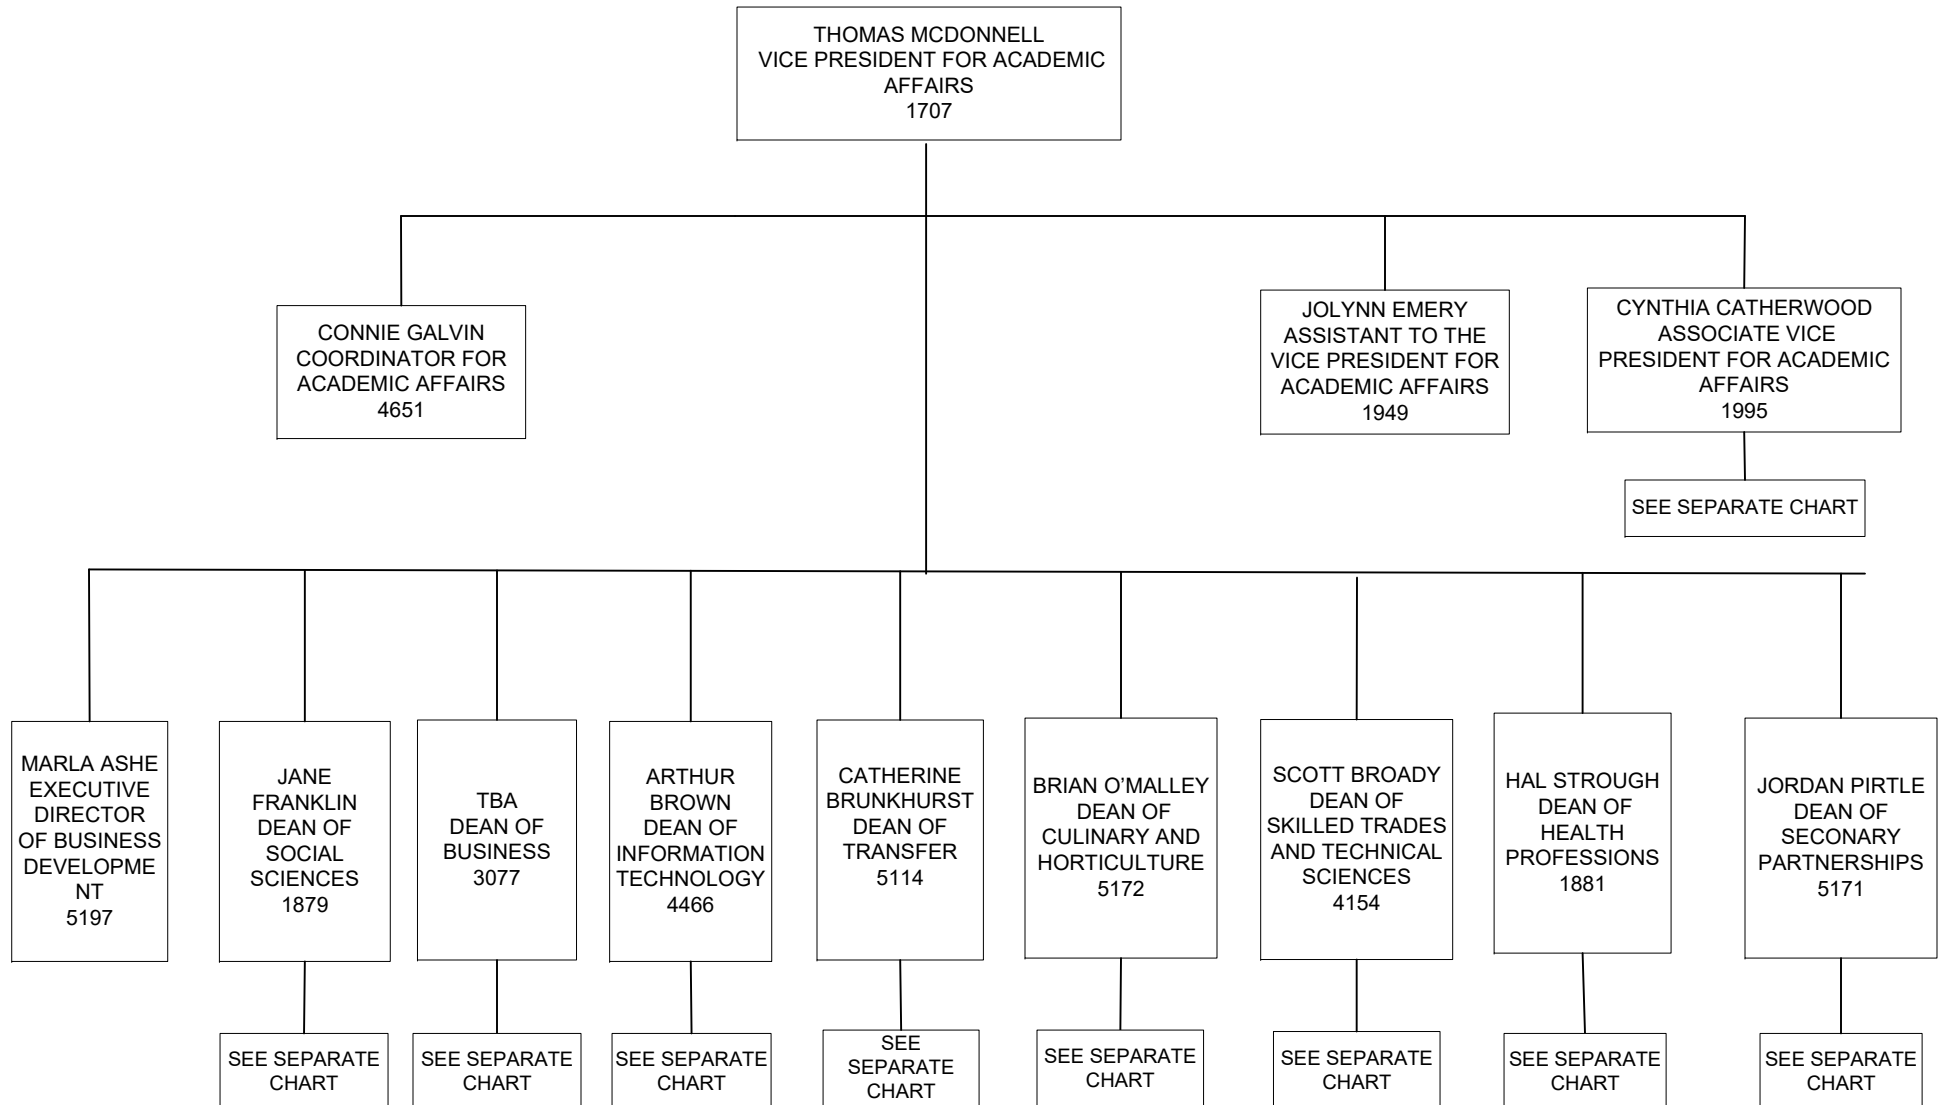 THOMAS MCDONNELL
VICE PRESIDENT FOR ACADEMIC
AFFAIRS
1707
CONNIE GALVIN
COORDINATOR FOR
ACADEMIC AFFAIRS
4651
JOLYNN EMERY
ASSISTANT TO THE
VICE PRESIDENT FOR
ACADEMIC AFFAIRS
1949
CYNTHIA CATHERWOOD
ASSOCIATE VICE
PRESIDENT FOR ACADEMIC
AFFAIRS
1995
SEE SEPARATE CHART
MARLA ASHE
EXECUTIVE
DIRECTOR
OF BUSINESS
DEVELOPME
NT
5197
JANE
FRANKLIN
DEAN OF
SOCIAL
SCIENCES
1879
TBA
DEAN OF
BUSINESS
3077
ARTHUR
BROWN
DEAN OF
INFORMATION
TECHNOLOGY
4466
CATHERINE
BRUNKHURST
DEAN OF
TRANSFER
5114
BRIAN O’MALLEY
DEAN OF
CULINARY AND
HORTICULTURE
5172
SCOTT BROADY
DEAN OF
SKILLED TRADES
AND TECHNICAL
SCIENCES
4154
HAL STROUGH
DEAN OF
HEALTH
PROFESSIONS
1881
JORDAN PIRTLE
DEAN OF
SECONARY
PARTNERSHIPS
5171
SEE SEPARATE
CHART
SEE SEPARATE
CHART
SEE SEPARATE
CHART
SEE
SEPARATE
CHART
SEE SEPARATE
CHART
SEE SEPARATE
CHART
SEE SEPARATE
CHART
SEE SEPARATE
CHART